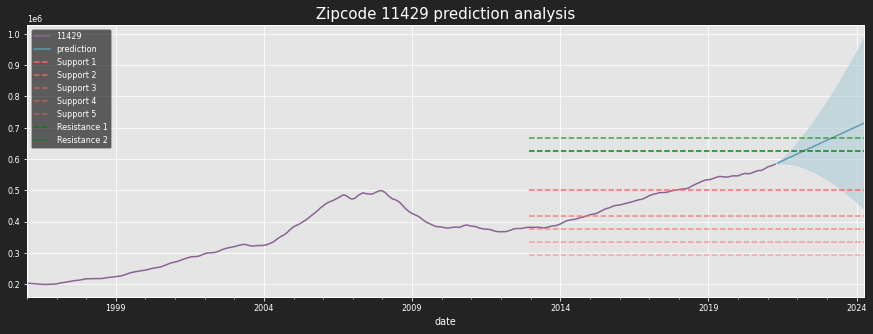 Zipcode 11429 prediction analysis
1e6
1.0
0.9
0.8
0.7
0.6
0.5
0.4
0.3
0.2
11429
prediction
Support 1
Support 2
Support 3
Support 4
Support 5
Resistance 1
Resistance 2
1999
2004
2009
2014
2019
2024
date